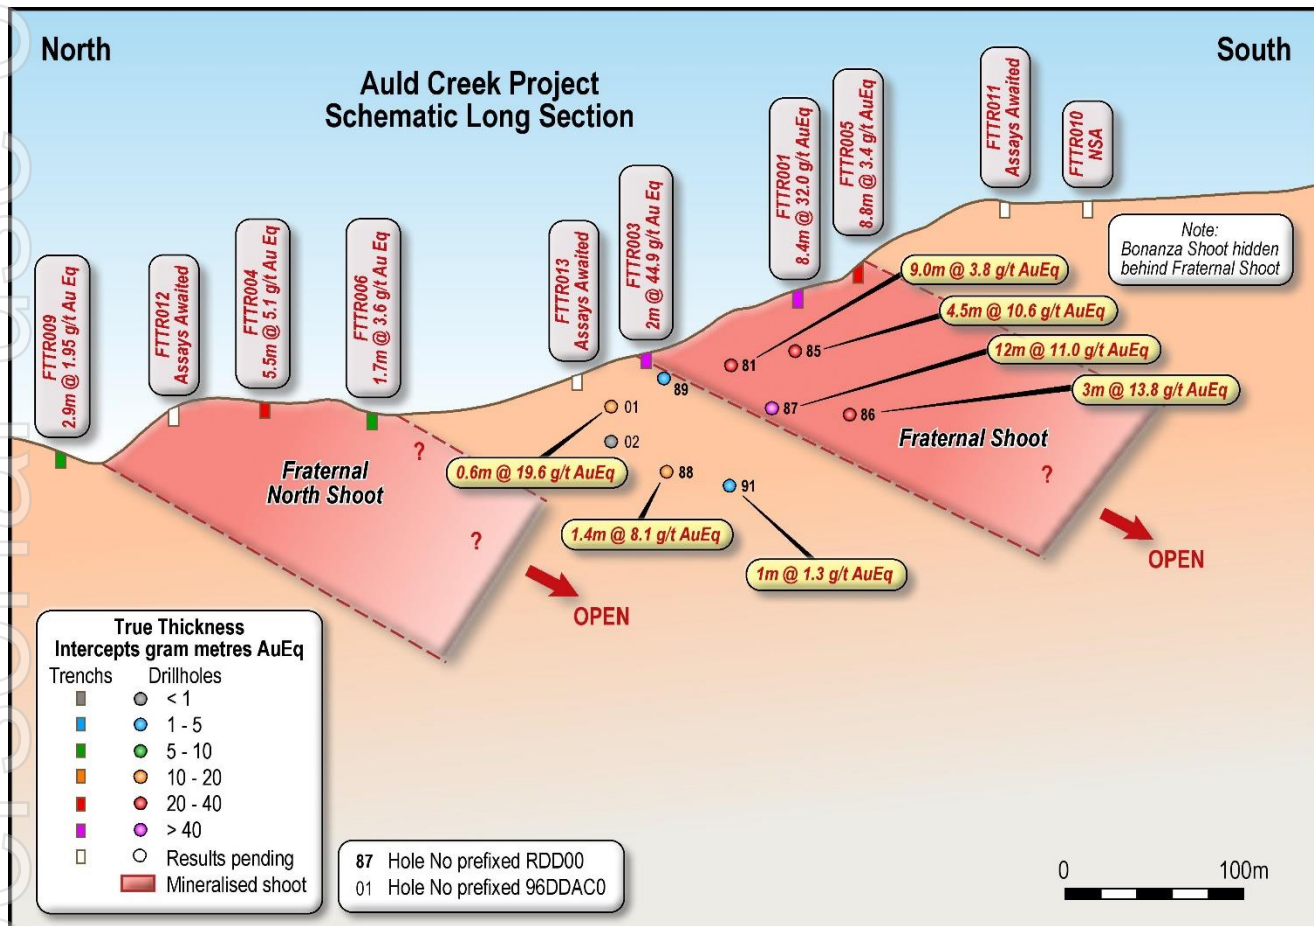 North
South
Auld Creek Project
Schematic Long Section
FTTR009
2.9m @ 1.95 g/t Au Eq
FTTR012
Assays Awaited
FTTR004
5.5m @ 5.1 g/t Au Eq
FTTR006
1.7m @ 3.6 g/t Au Eq
FTTR013
Assays Awaited
FTTR003
2m @ 44.9 g/t Au Eq
FTTR001
8.4m @ 32.0 g/t AuEq
FTTR005
8.8m @ 3.4 g/t AuEq
FTTR011
Assays Awaited
FTTR010
NSA
Note:
Bonanza Shoot hidden
behind Fraternal Shoot
9.0m @ 3.8 g/t AuEq
4.5m @ 10.6 g/t AuEq
12m @ 11.0 g/t AuEq
3m @ 13.8 g/t AuEq
81
85
89
87
86
01
02
88
91
Fraternal Shoot
?
OPEN
Fraternal
North Shoot
?
?
OPEN
0.6m @ 19.6 g/t AuEq
1.4m @ 8.1 g/t AuEq
1m @ 1.3 g/t AuEq
True Thickness
Intercepts gram metres AuEq
Trenchs Drillholes
< 1
1 - 5
5 - 10
10 - 20
20 - 40
> 40
Results pending
Mineralised shoot
87 Hole No prefixed RDD00
01 Hole No prefixed 96DDAC0
0 100m